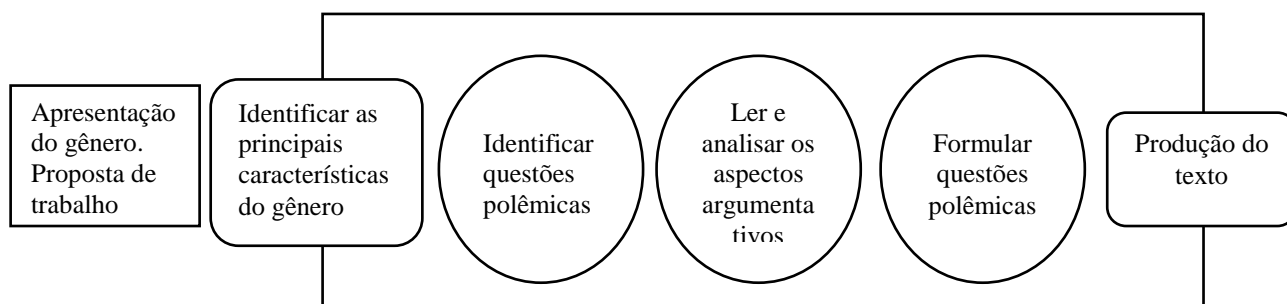 Apresentação
do gênero.
Proposta de
trabalho
Identificar as
principais
características
do gênero
Identificar
questões
polêmicas
Ler e
analisar os
aspectos
argumenta
tivos
Formular
questões
polêmicas
Produção do
texto